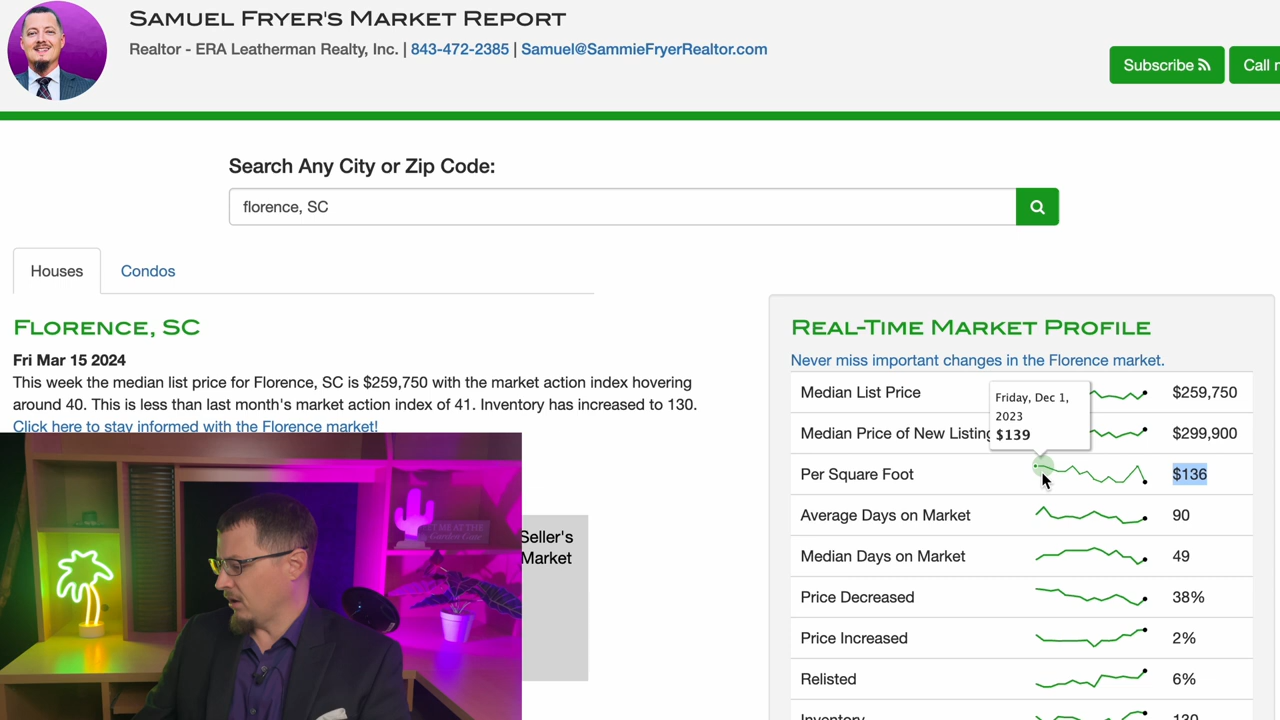 SAMUEL FRYER'S MARKET REPORT
Realtor - ERA Leatherman Realty, Inc. | 843-472-2385 | Samuel@SammieFryerRealtor.com
Subscribe
Call
Search Any City or Zip Code:
florence, SC
Houses
Condos
FLORENCE, SC
Fri Mar 15 2024
This week the median list price for Florence, SC is $259,750 with the market action index hovering
around 40. This is less than last month's market action index of 41. Inventory has increased to 130.
Click here to stay informed with the Florence market!
Seller's
Market
REAL-TIME MARKET PROFILE
Never miss important changes in the Florence market.
Median List Price $259,750
Friday, Dec 1,
2023
$139
Median Price of New Listing $299,900
Per Square Foot $136
Average Days on Market 90
Median Days on Market 49
Price Decreased 38%
Price Increased 2%
Relisted 6%
Inventory 130